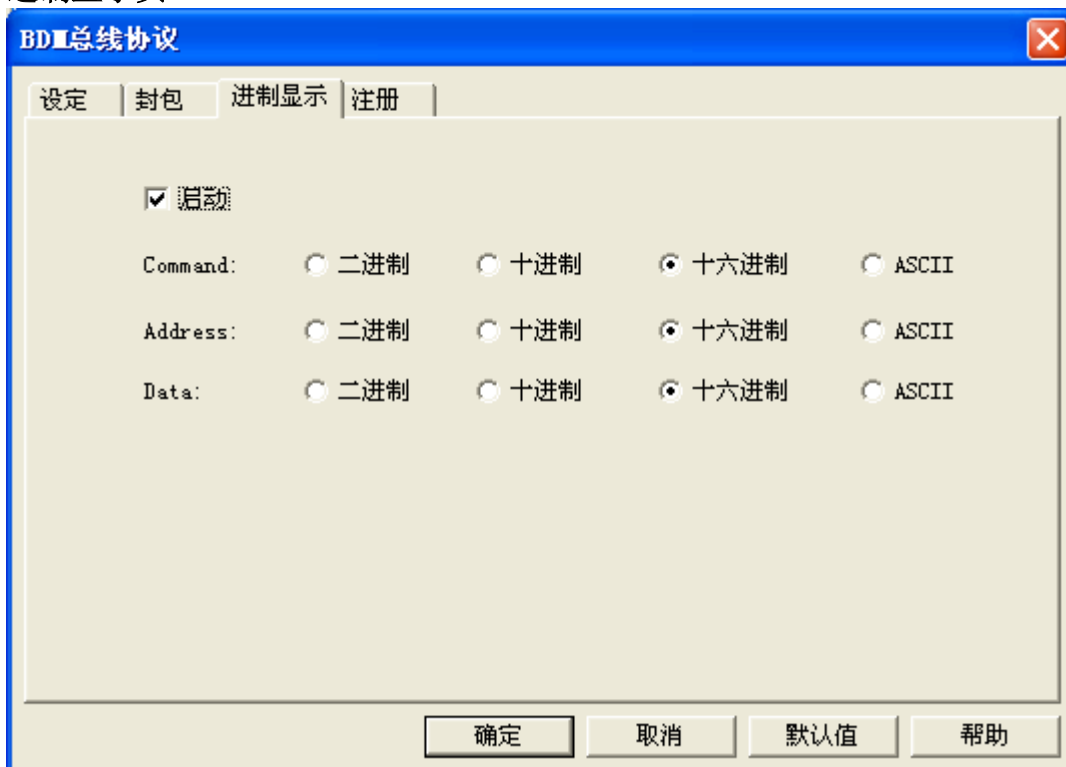 BDM总线协议
设定 封包 进制显示 注册
启动
Command: 二进制 十进制 十六进制 ASCII
Address: 二进制 十进制 十六进制 ASCII
Data: 二进制 十进制 十六进制 ASCII
确定 取消 默认值 帮助